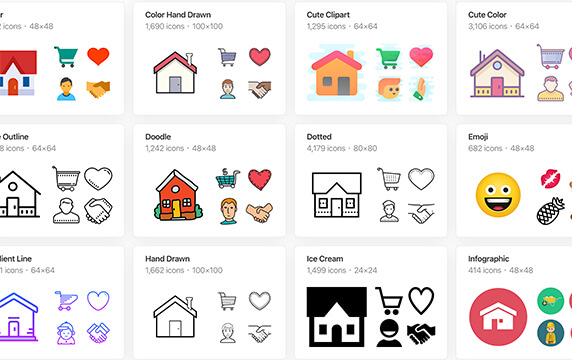 Color Hand Drawn
1,690 icons • 100×100
Cute Clipart
1,295 icons • 64×64
Cute Color
3,106 icons • 64×64
icons • 48×48
Outline
icons • 64×64
Doodle
1,242 icons • 48×48
Dotted
4,179 icons • 80×80
Emoji
682 icons • 48×48
Line
icons • 64×64
Hand Drawn
1,662 icons • 100×100
Ice Cream
1,499 icons • 24×24
Infographic
414 icons • 48×48